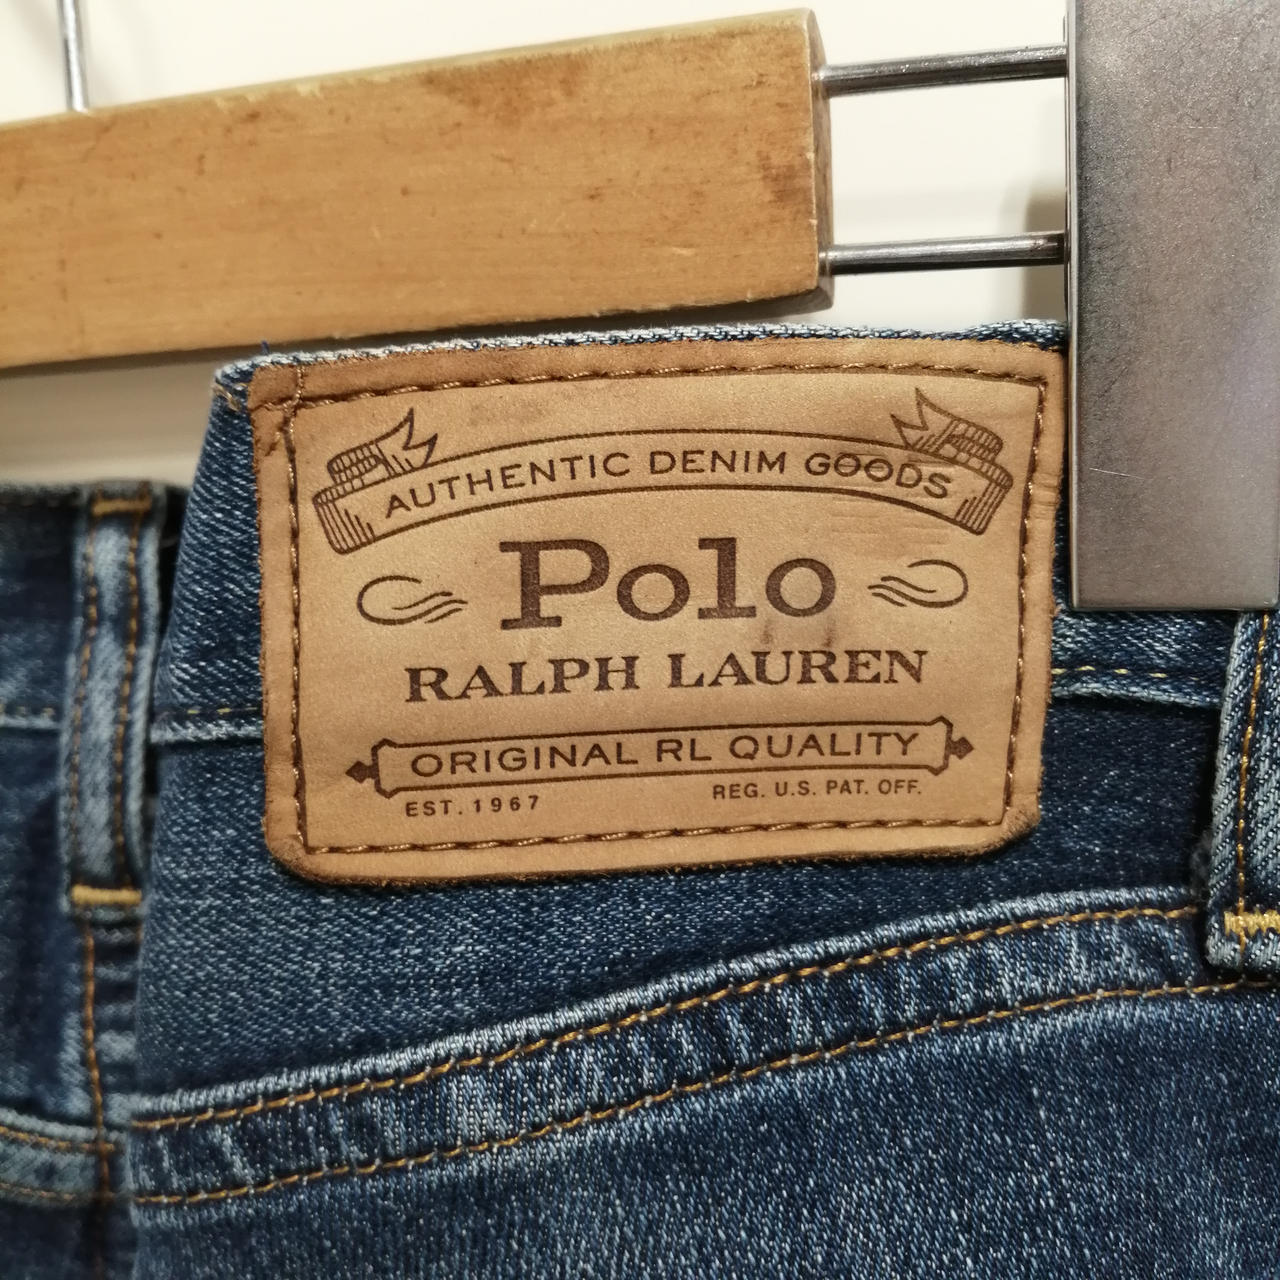 AUTHENTIC DENIM GOODS
Polo
RALPH LAUREN
ORIGINAL RL QUALITY
EST. 1967 REG. U.S. PAT. OFF.